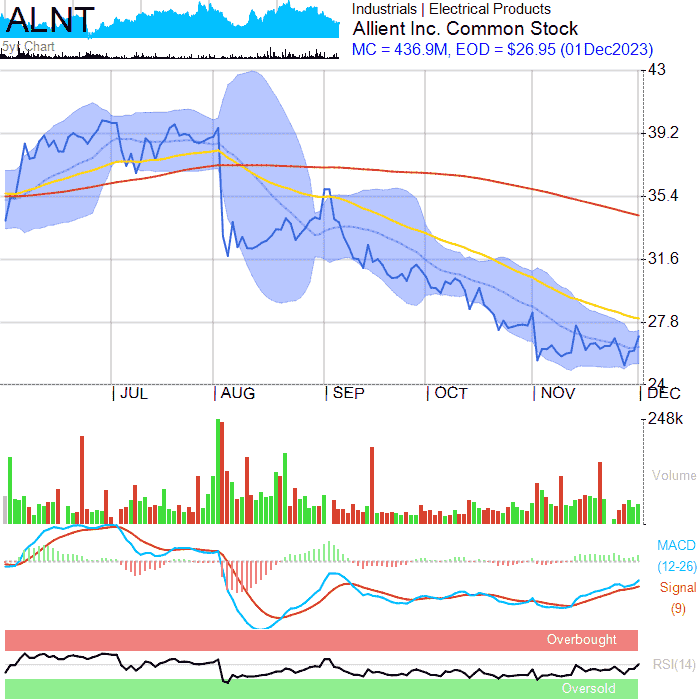 ALNT
5yr Chart
Industrials | Electrical Products
Allient Inc. Common Stock
MC = 436.9M, EOD = $26.95 (01Dec2023)
43
39.2
35.4
31.6
27.8
24
JUL AUG SEP OCT NOV DEC
248k
Volume
MACD
(12-26)
Signal
(9)
Overbought
RSI(14)
Oversold